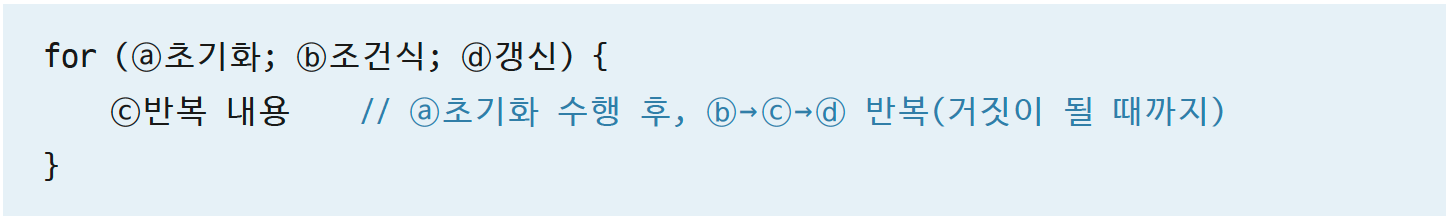 for (ⓐ초기화; ⓑ조건식; ⓓ갱신) {
ⓒ반복 내용 // ⓐ초기화 수행 후, ⓑ→ⓒ→ⓓ 반복(거짓이 될 때까지)
}